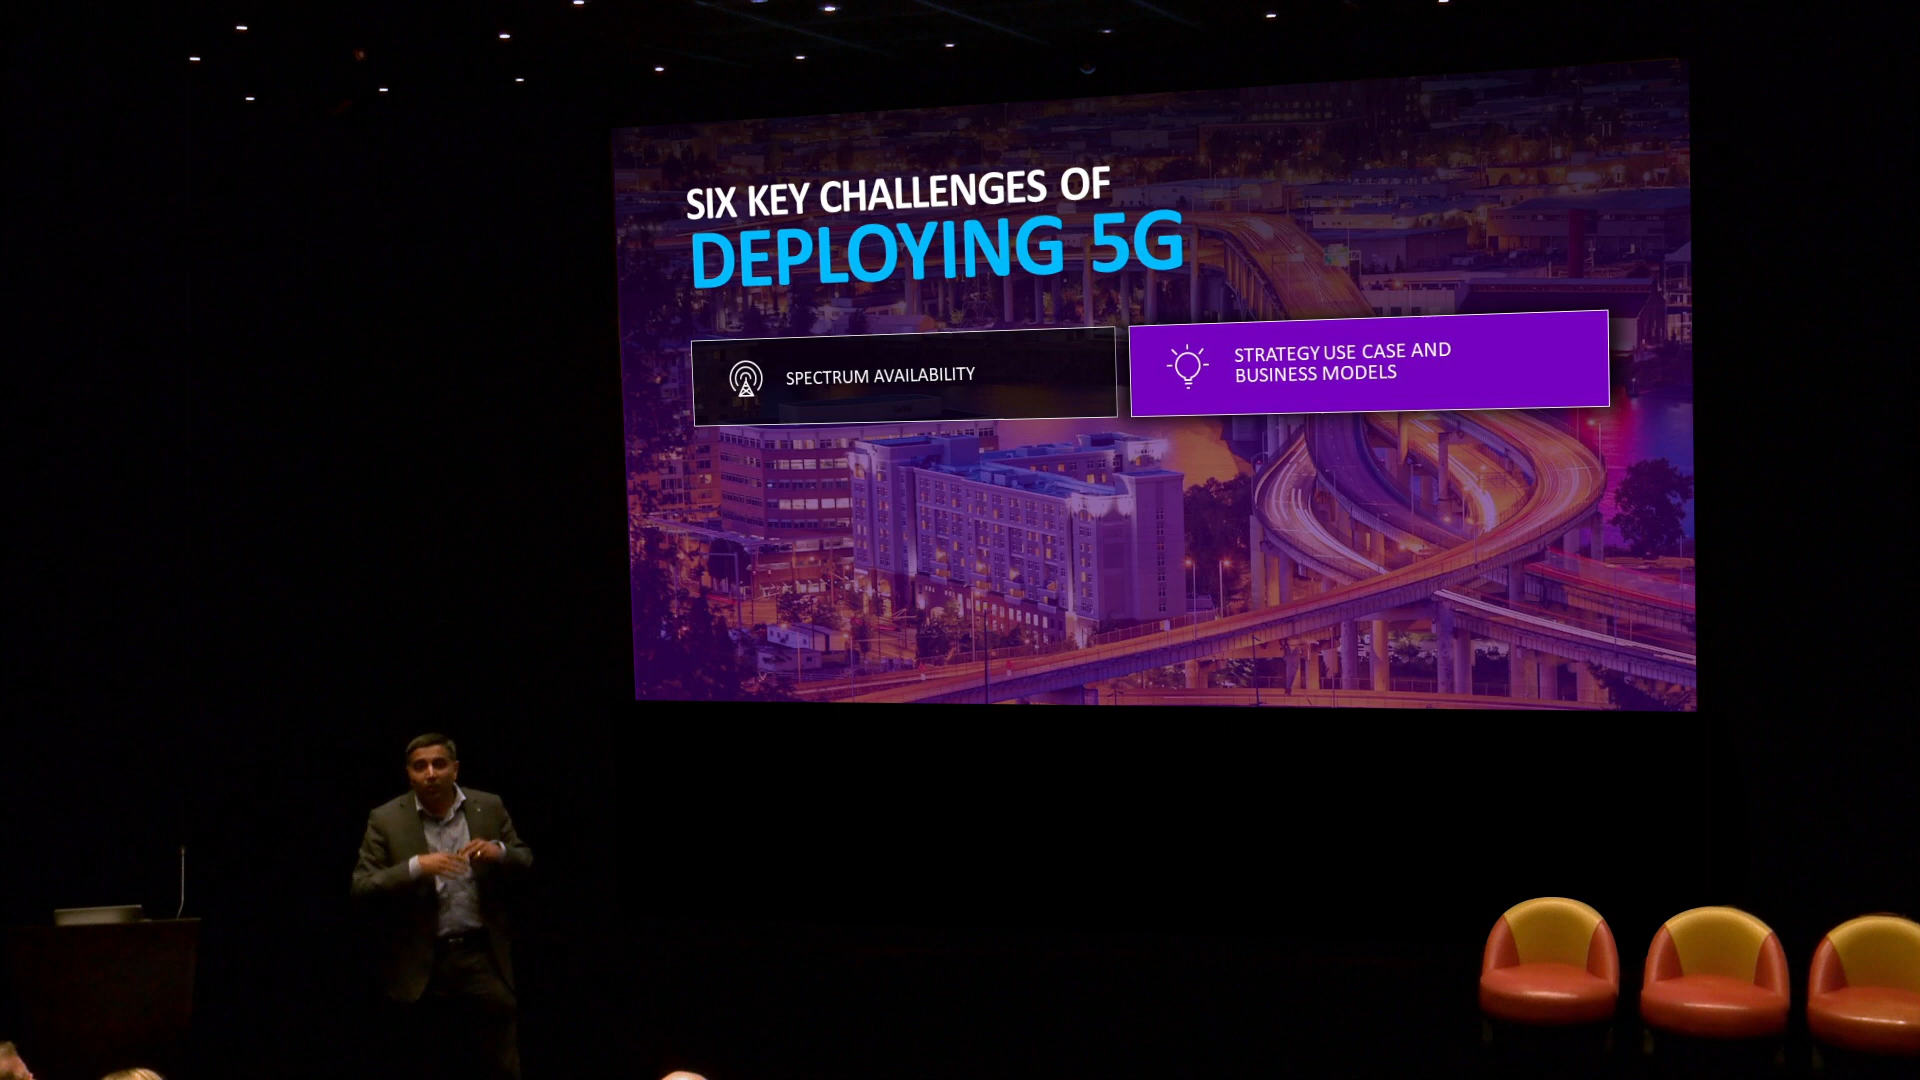 SIX KEY CHALLENGES OF
DEPLOYING 5G
SPECTRUM AVAILABILITY
STRATEGY USE CASE AND
BUSINESS MODELS